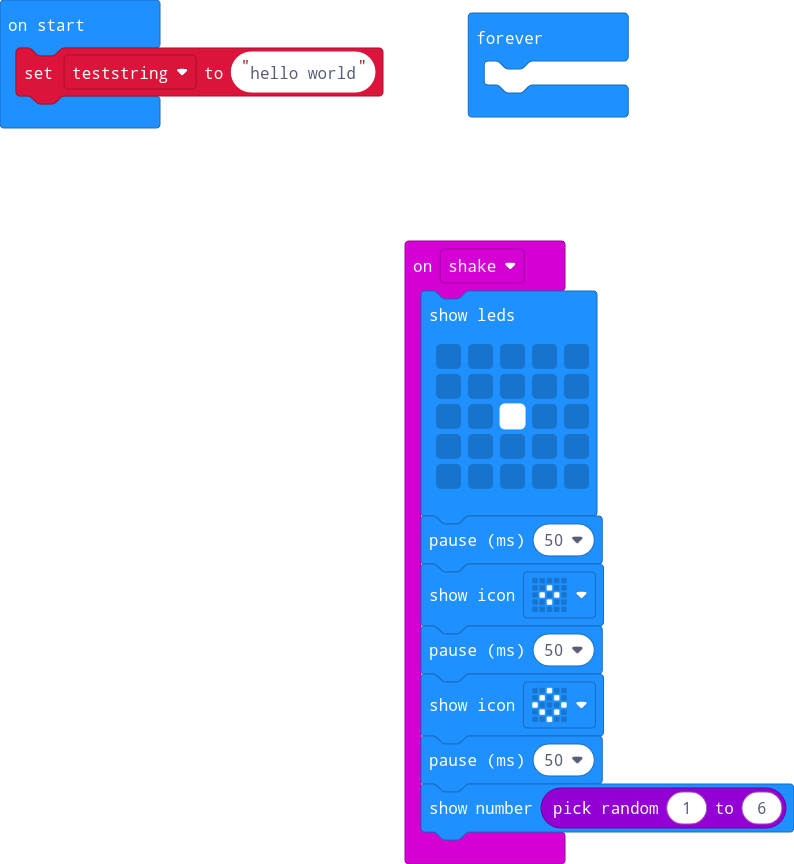 on start
set teststring to "hello world"
forever
on shake
show leds
pause (ms) 50
show icon
pause (ms) 50
show icon
pause (ms) 50
show number pick random 1 to 6